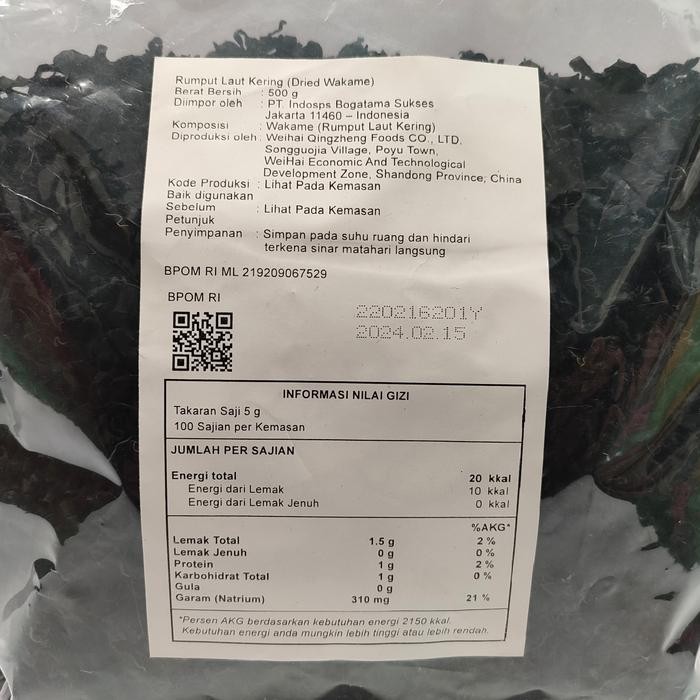 Rumput Laut Kering (Dried Wakame)
Berat Bersih : 500 g
Diimpor oleh : PT. Indosps Bogatama Sukses
Jakarta 11460 – Indonesia
Komposisi : Wakame (Rumput Laut Kering)
Diproduksi oleh : Weihai Qingzheng Foods CO., LTD.
Songguojia Village, Poyu Town,
WeiHai Economic And Technological
Development Zone, Shandong Province, China
Kode Produksi : Lihat Pada Kemasan
Baik digunakan
Sebelum : Lihat Pada Kemasan
Petunjuk
Penyimpanan : Simpan pada suhu ruang dan hindari
terkena sinar matahari langsung
BPOM RI ML 219209067529
BPOM RI
220216201Y
2024.02.15
INFORMASI NILAI GIZI
Takaran Saji 5 g
100 Sajian per Kemasan
JUMLAH PER SAJIAN
Energi total 20 kkal
Energi dari Lemak 10 kkal
Energi dari Lemak Jenuh 0 kkal
%AKG*
Lemak Total 1.5 g 2 %
Lemak Jenuh 0 g 0 %
Protein 1 g 2 %
Karbohidrat Total 1 g 0 %
Gula 0 g
Garam (Natrium) 310 mg 21 %
*Persen AKG berdasarkan kebutuhan energi 2150 kkal.
Kebutuhan energi anda mungkin lebih tinggi atau lebih rendah.